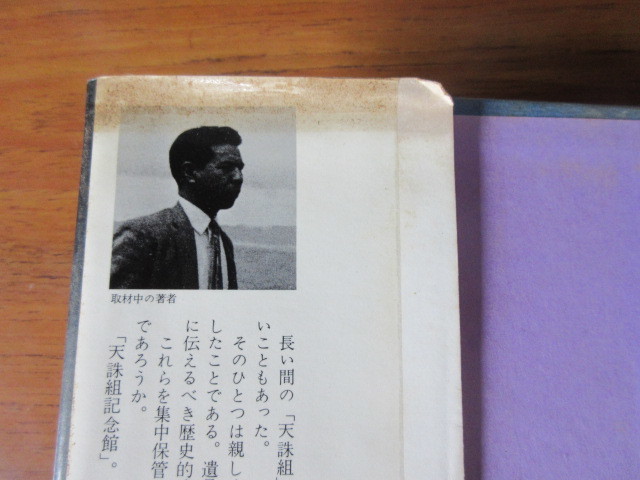 取材中の著者
長い間の「天誅組」
いこともあった。
そのひとつは親し
したことである。遺
に伝えるべき歴史的
これらを集中保管
であろうか。
「天誅組記念館」。